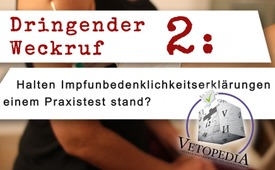 Dringender
Weckruf 2:
Halten Impfunbedenklichkeitserklärungen
einem Praxistest stand?
VETOPEDIA